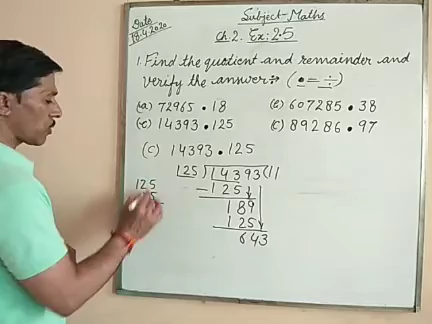 Date
18.4.2020
Subject-Maths
Ch.2. Ex:2.5
1. Find the quotient and remainder and
verify the answer:→ ( • = ÷ )
(a) 72965 • 18 (b) 607285 • 38
(c) 14393 • 125 (d) 89286 • 97
(c) 14393 • 125
125 ) 14393 ( 11
- 125
189
125
643
125